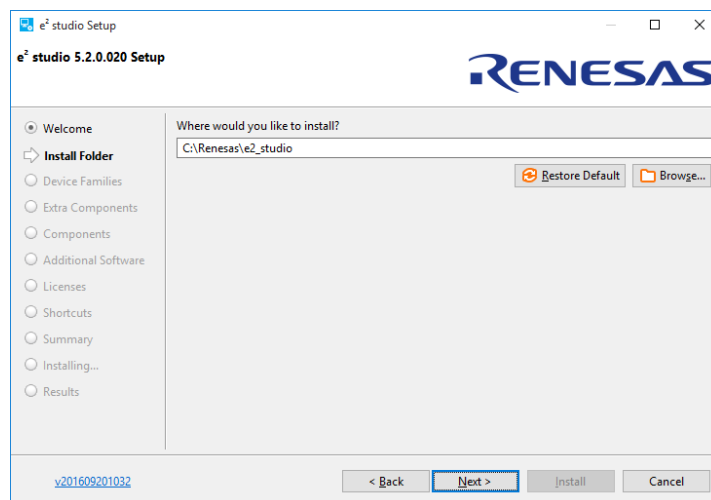 e² studio Setup
e² studio 5.2.0.020 Setup
RENESAS
Welcome
Install Folder
Device Families
Extra Components
Components
Additional Software
Licenses
Shortcuts
Summary
Installing...
Results
Where would you like to install?
C:\Renesas\e2_studio
Restore Default
Browse...
v201609201032
< Back
Next >
Install
Cancel